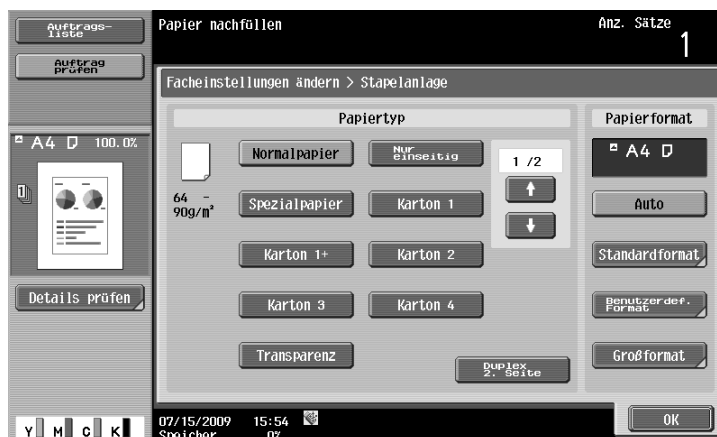 Auftrags-
liste
Auftrag
prüfen
Papier nachfüllen
Anz. Sätze
1
Facheinstellungen ändern > Stapelanlage
Papiertyp
Papierformat
A4 100.0%
1
64 -
90g/m²
Normalpapier
Nur
einseitig
Spezialpapier
Karton 1
Karton 1+
Karton 2
Karton 3
Karton 4
Transparenz
Duplex
2. Seite
1 /2
A4
Auto
Standardformat
Benutzerdef.
Format
Großformat
Details prüfen
Y M C K
07/15/2009 15:54
Speicher 0%
OK